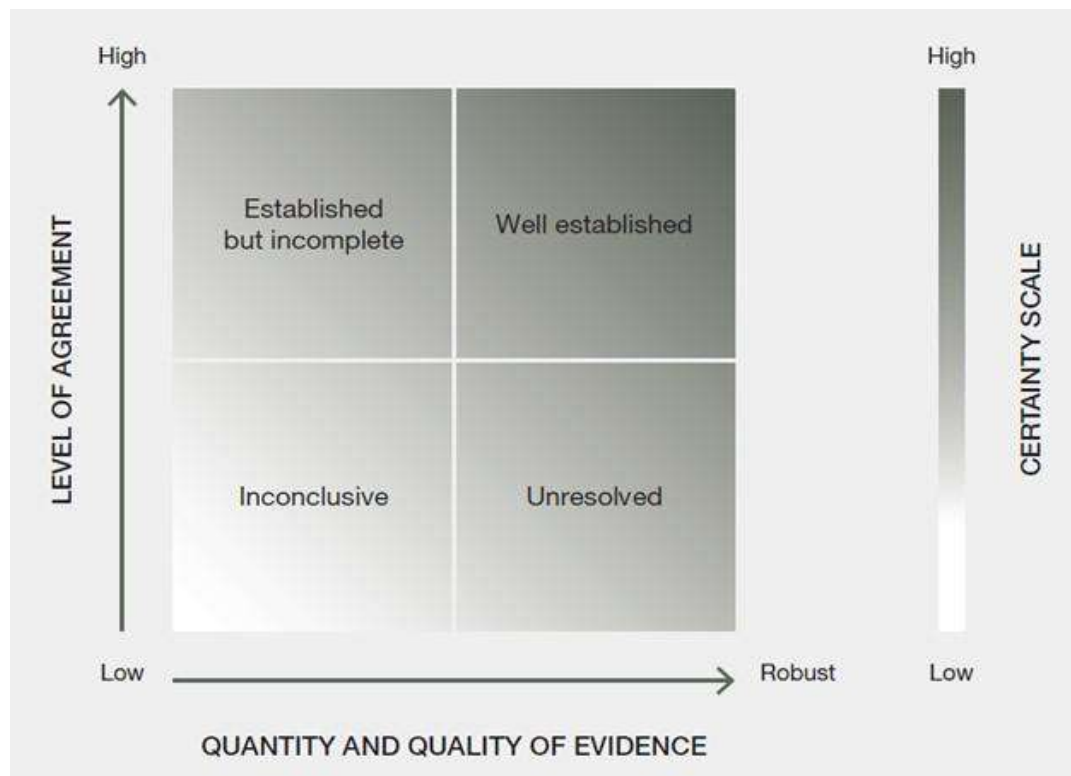 High
High
Established
but incomplete
Well established
LEVEL OF AGREEMENT
CERTAINTY SCALE
Inconclusive
Unresolved
Low
Robust
Low
QUANTITY AND QUALITY OF EVIDENCE